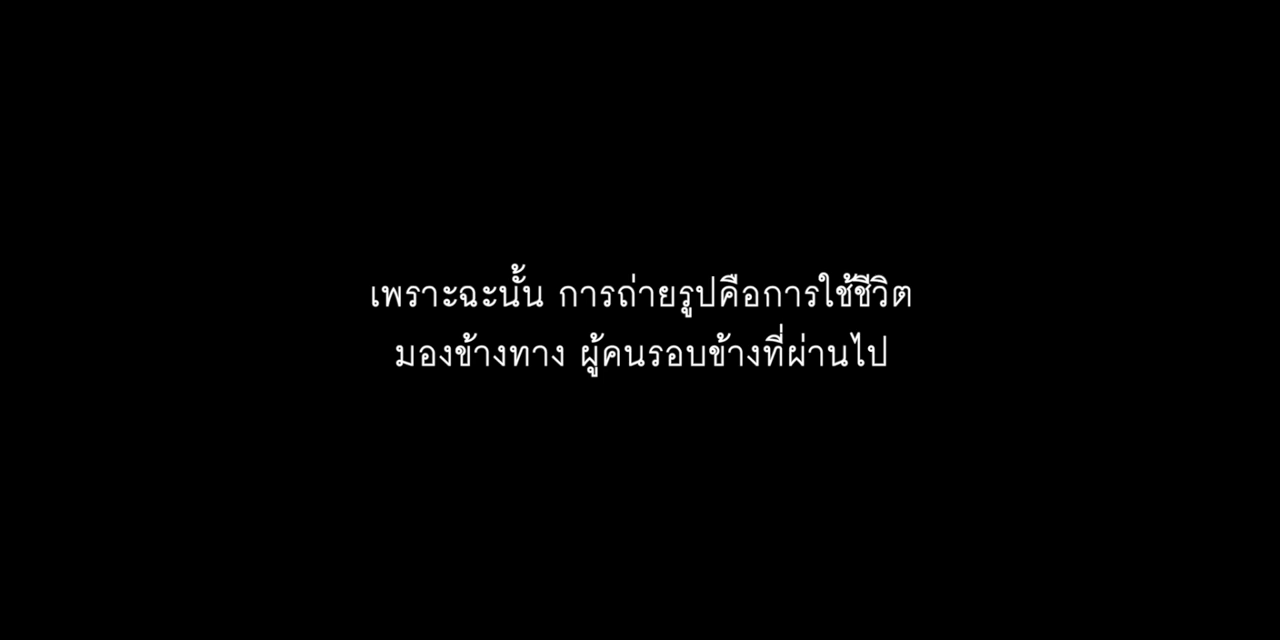 เพราะฉะนั้น การถ่ายรูปคือการใช้ชีวิต
มองข้างทาง ผู้คนรอบข้างที่ผ่านไป